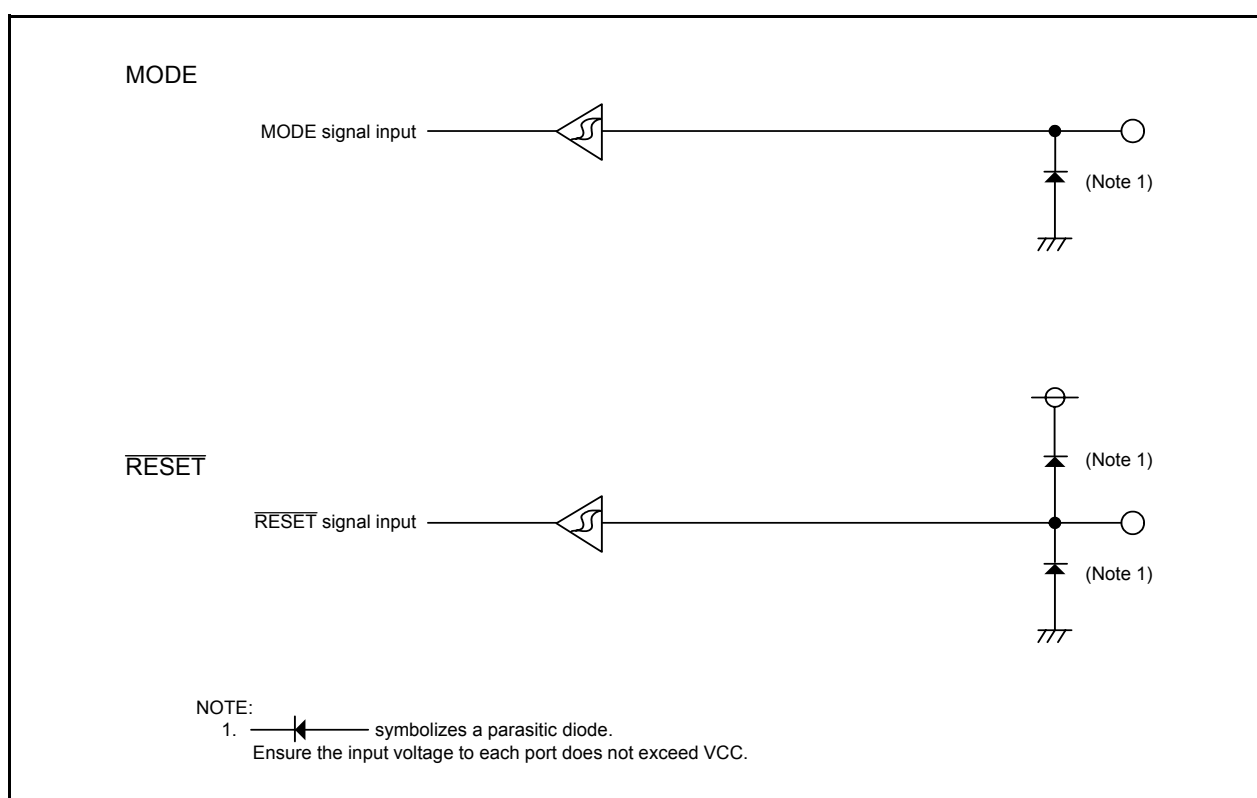 MODE
MODE signal input
(Note 1)
(Note 1)
RESET
RESET signal input
(Note 1)
NOTE:
1. symbolizes a parasitic diode.
Ensure the input voltage to each port does not exceed VCC.